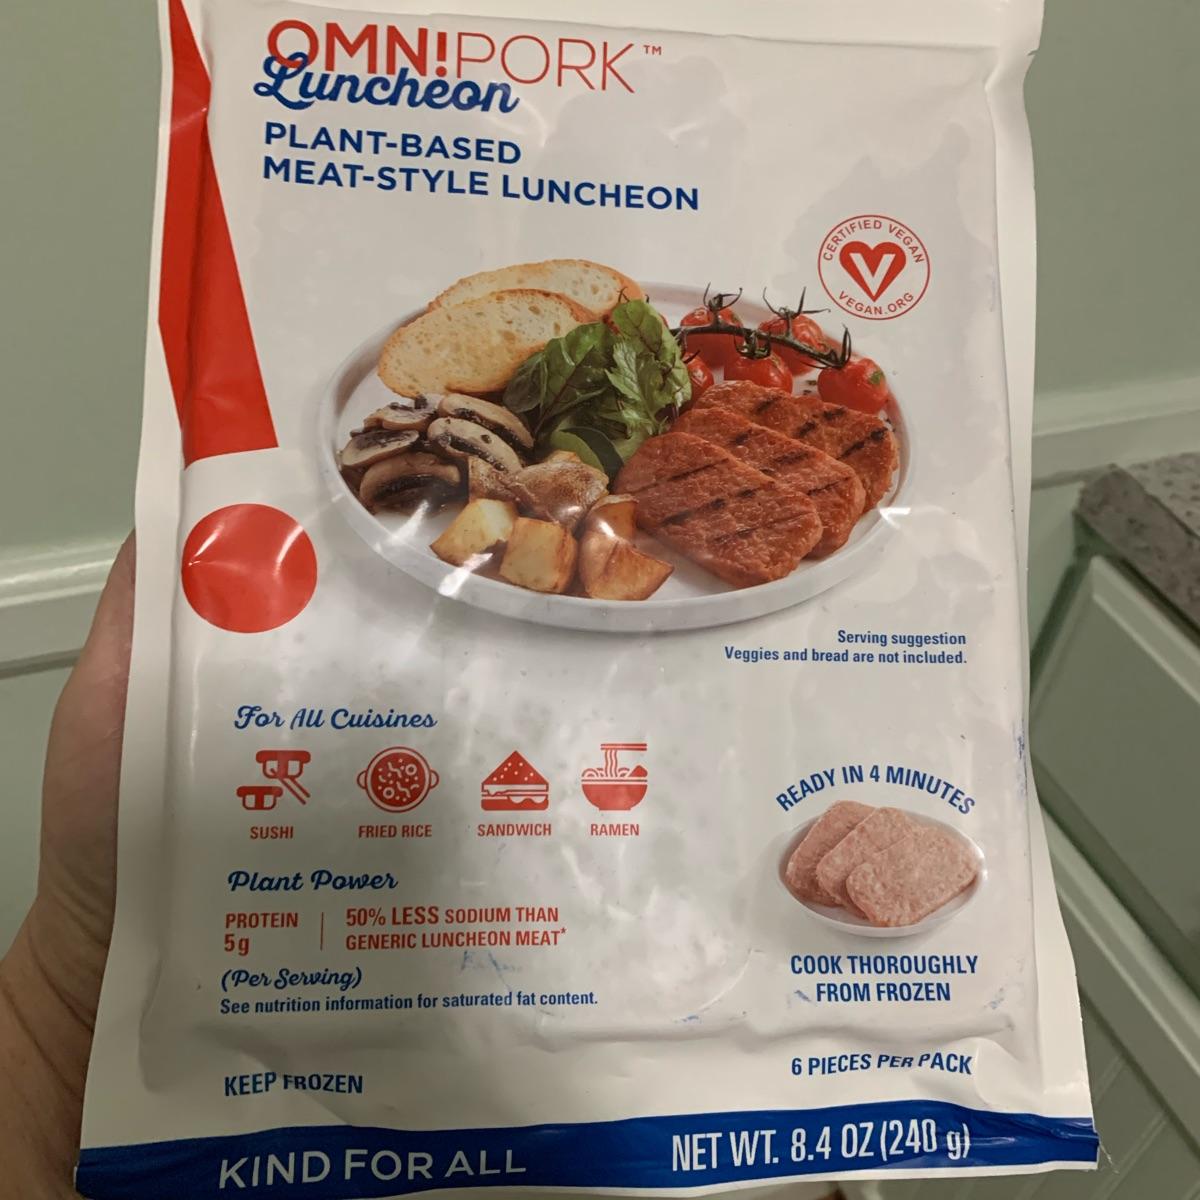 OMN!PORK™
Luncheon
PLANT-BASED
MEAT-STYLE LUNCHEON
CERTIFIED VEGAN
V
VEGAN.ORG
Serving suggestion
Veggies and bread are not included.
For All Cuisines
SUSHI
FRIED RICE
SANDWICH
RAMEN
READY IN 4 MINUTES
Plant Power
PROTEIN
5g
50% LESS SODIUM THAN
GENERIC LUNCHEON MEAT*
(Per Serving)
See nutrition information for saturated fat content.
COOK THOROUGHLY
FROM FROZEN
KEEP FROZEN
6 PIECES PER PACK
KIND FOR ALL
NET WT. 8.4 OZ (240 g)